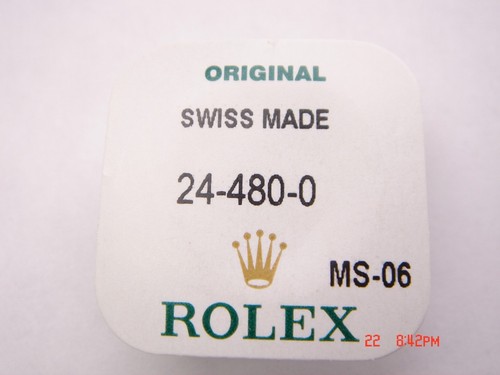 ORIGINAL
SWISS MADE
24-480-0
MS-06
ROLEX
22 8:42PM